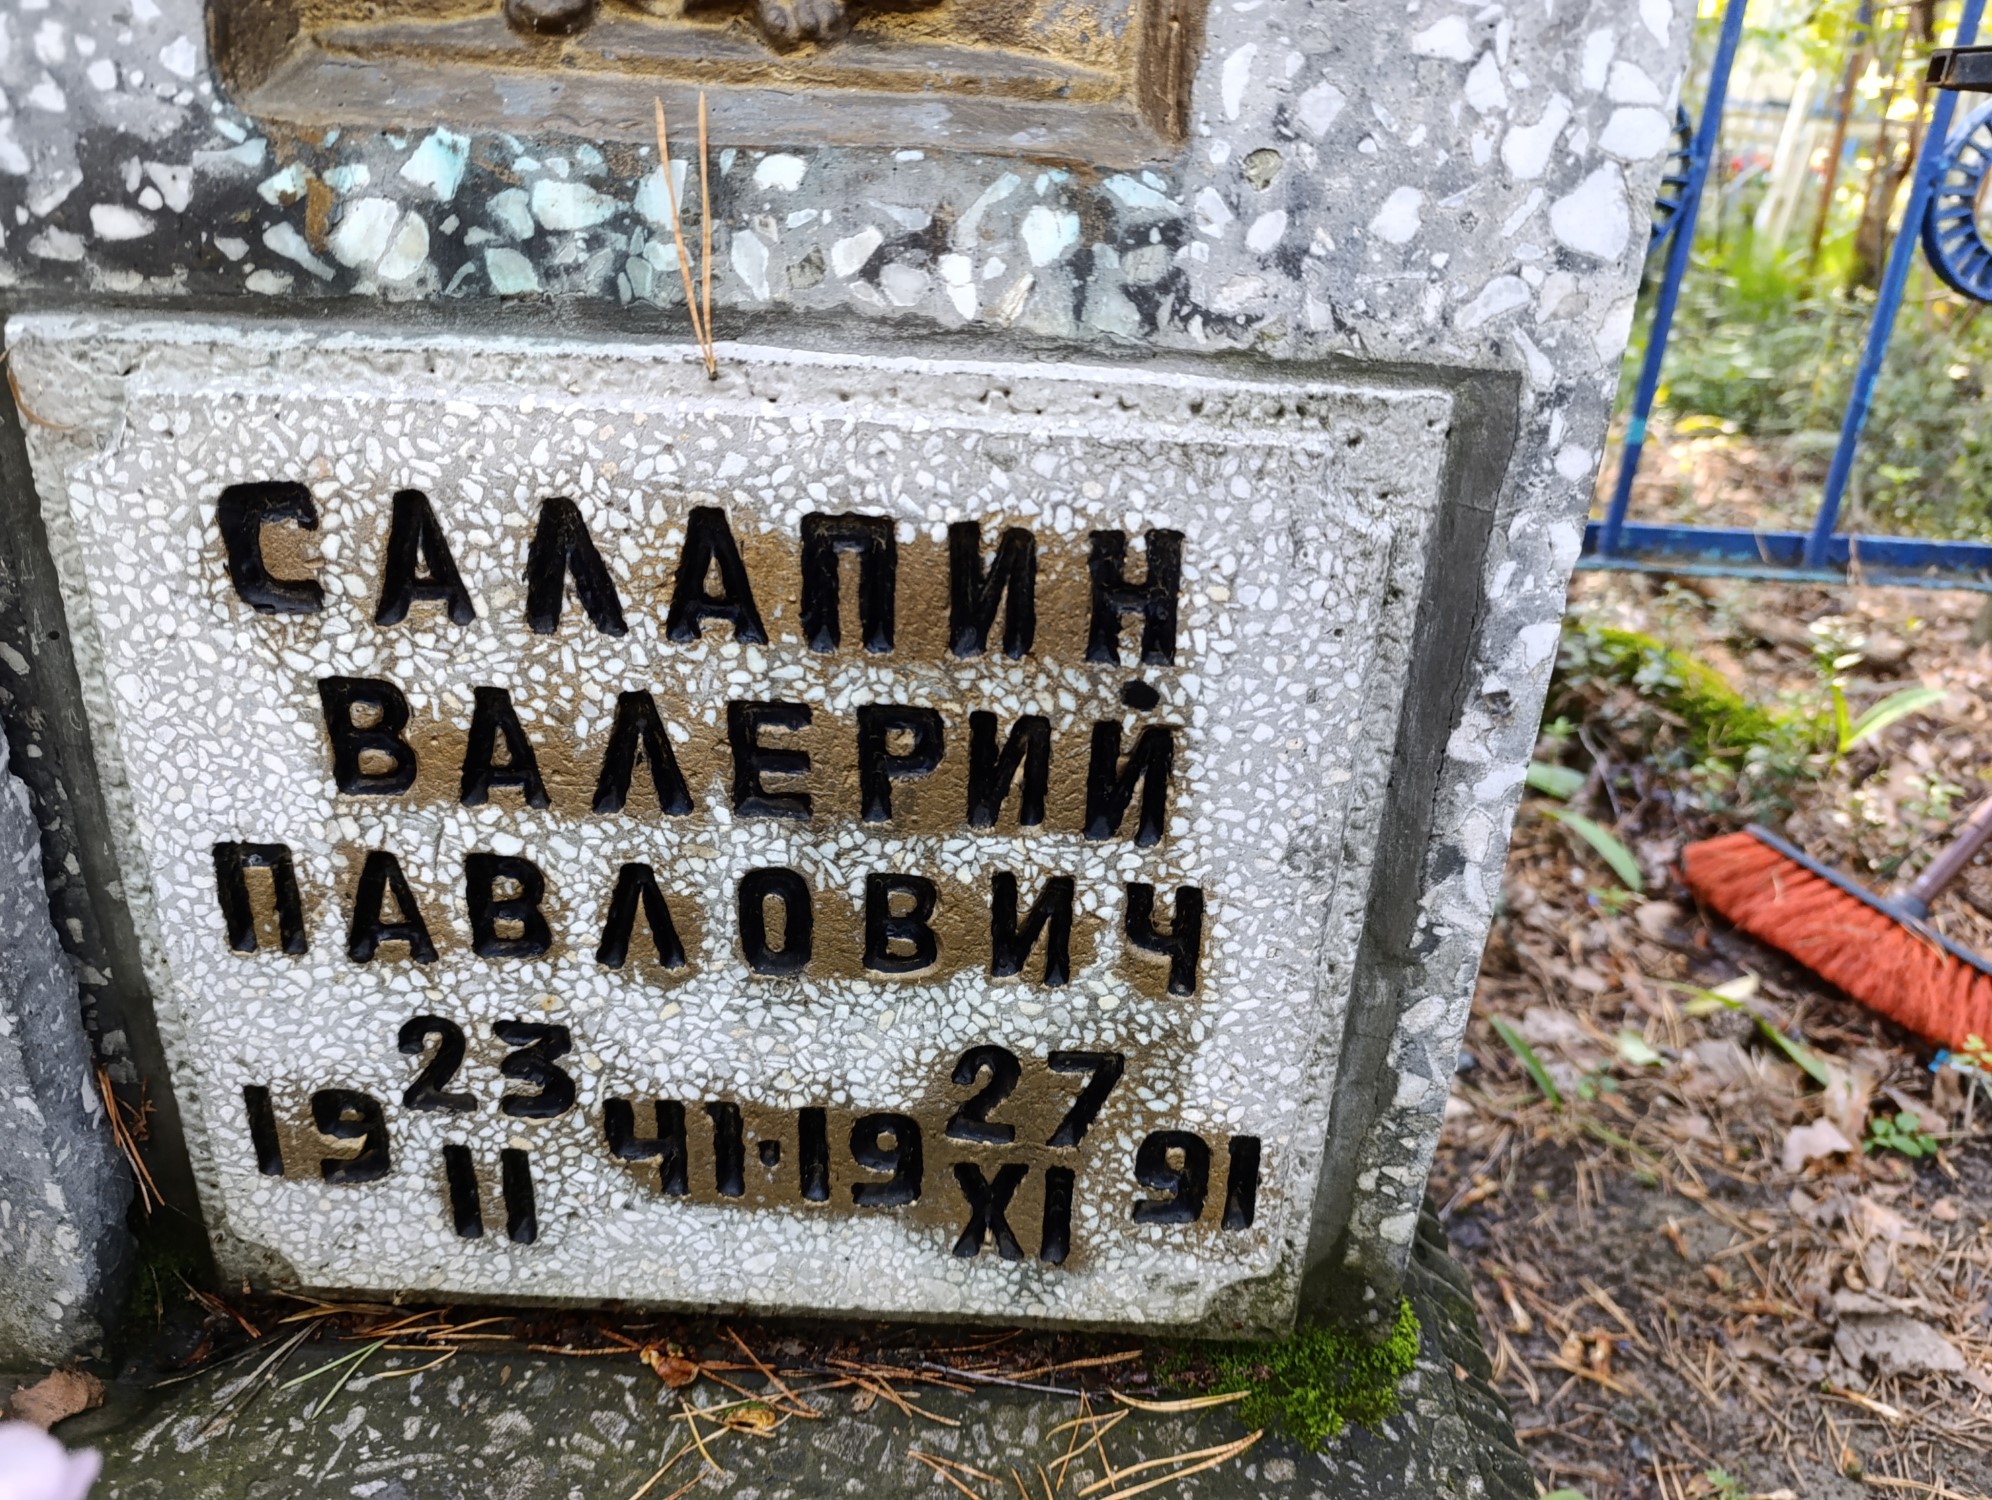 САЛАПИН
ВАЛЕРИЙ
ПАВЛОВИЧ
19 23/II 41·19 27/XI 91